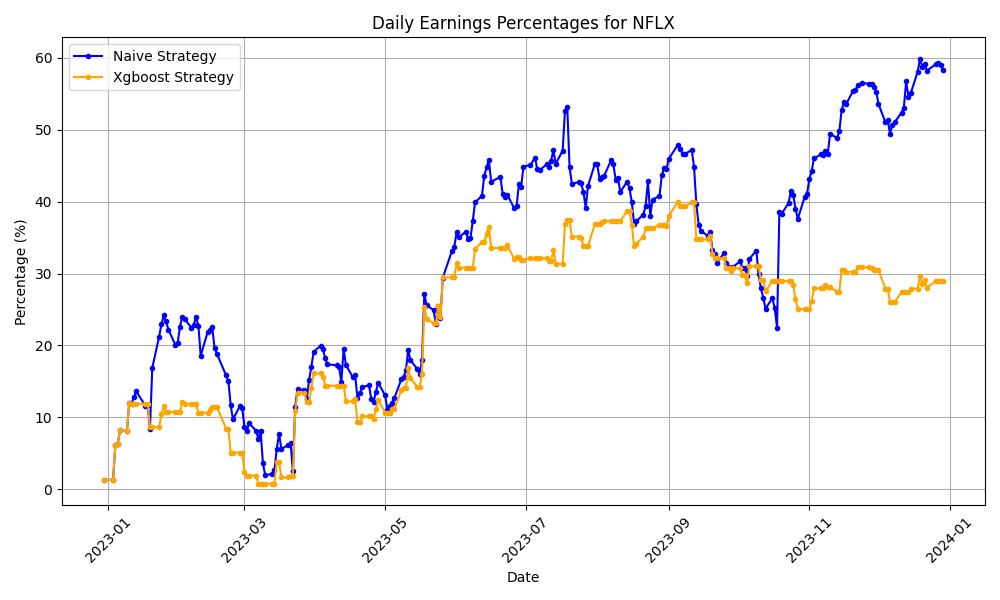 Daily Earnings Percentages for NFLX
Naive Strategy
Xgboost Strategy
Percentage (%)
60
50
40
30
20
10
0
2023-01
2023-03
2023-05
2023-07
2023-09
2023-11
2024-01
Date